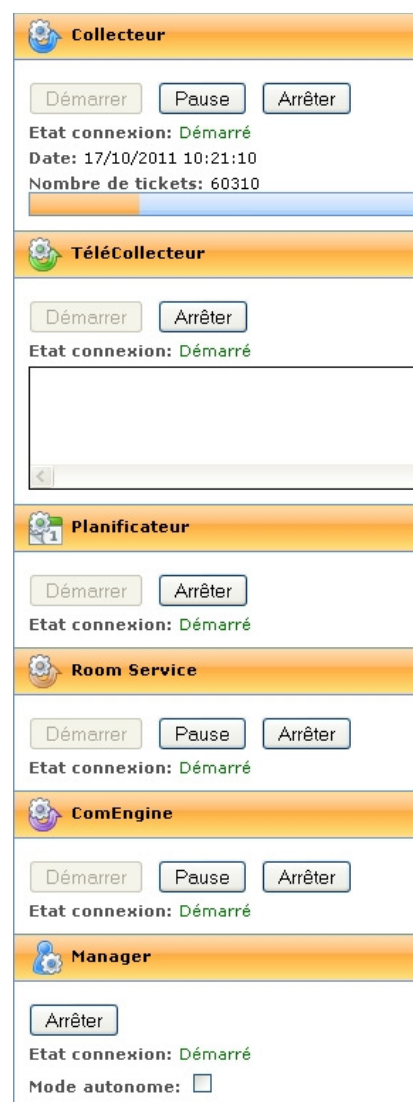 Collecteur
Démarrer Pause Arrêter
Etat connexion: Démarré
Date: 17/10/2011 10:21:10
Nombre de tickets: 60310
TéléCollecteur
Démarrer Arrêter
Etat connexion: Démarré
1
Planificateur
Démarrer Arrêter
Etat connexion: Démarré
Room Service
Démarrer Pause Arrêter
Etat connexion: Démarré
ComEngine
Démarrer Pause Arrêter
Etat connexion: Démarré
Manager
Arrêter
Etat connexion: Démarré
Mode autonome: